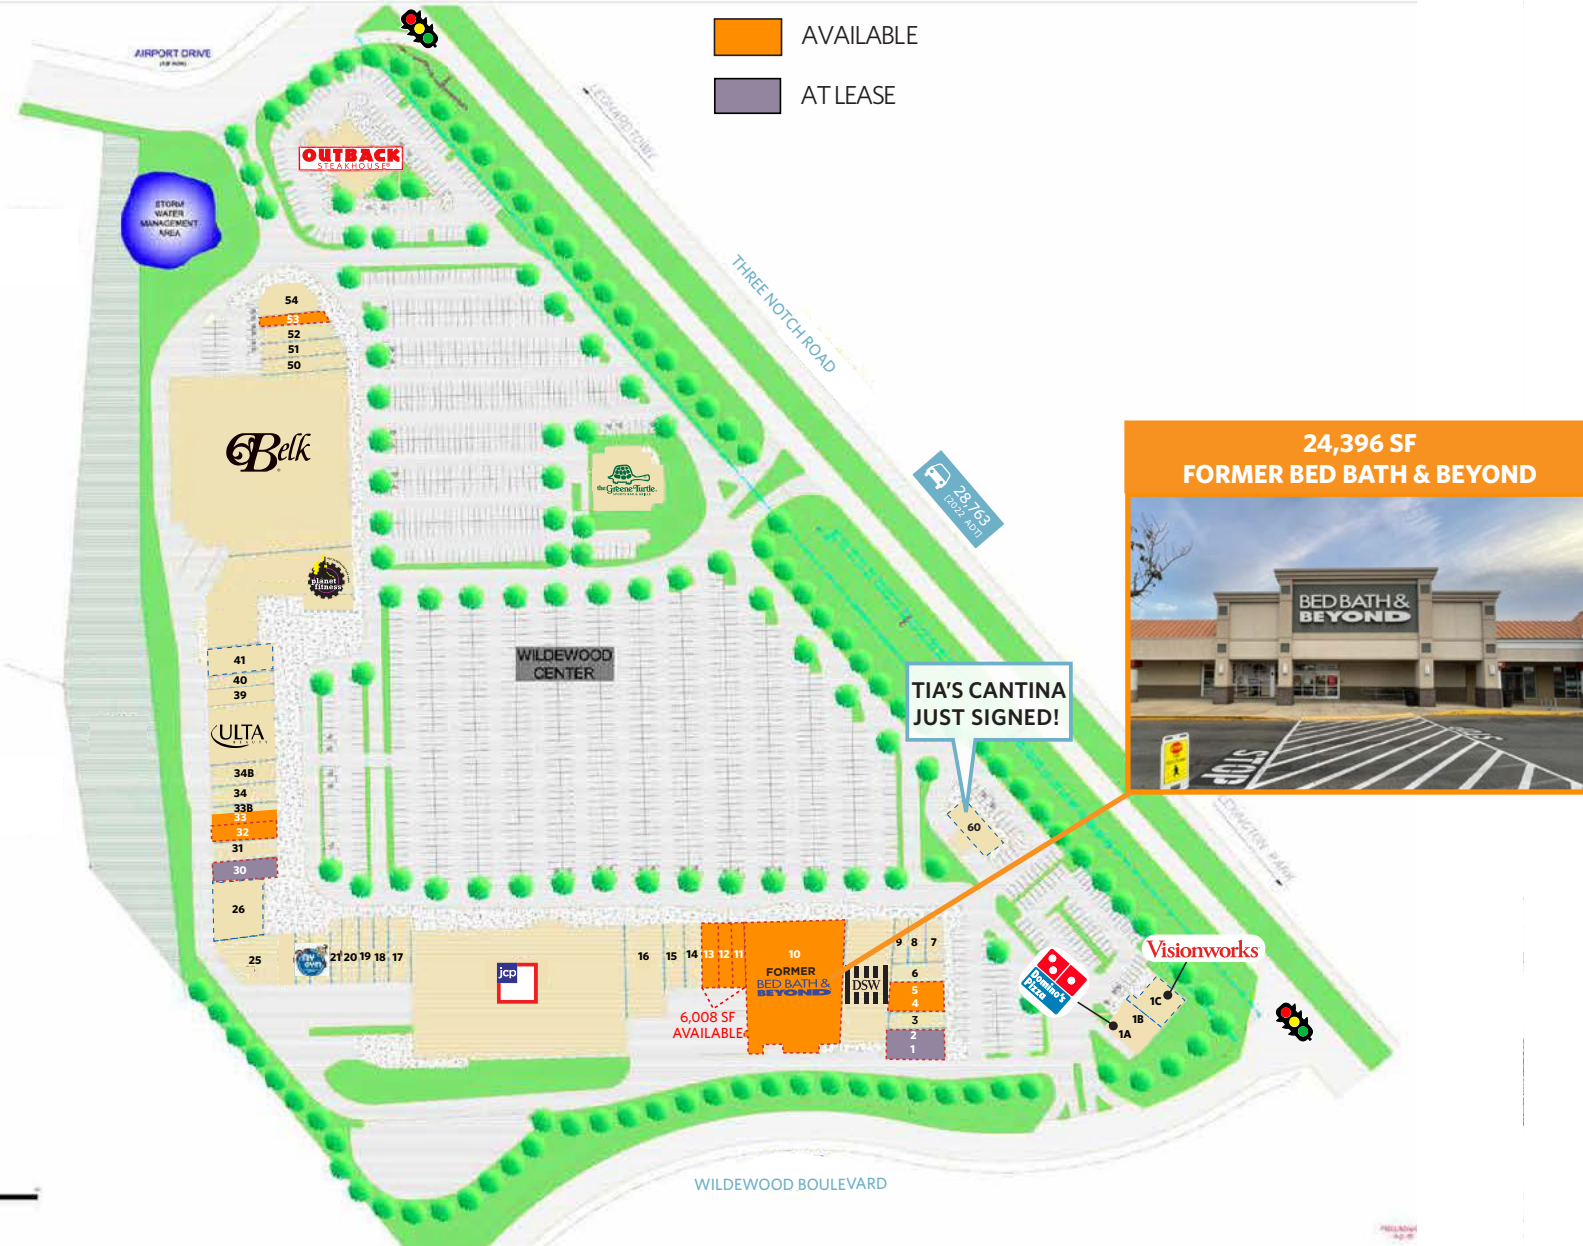 AVAILABLE
AT LEASE
AIRPORT DRIVE
LEONARDTOWN
OUTBACK
STEAKHOUSE
STORM
WATER
MANAGEMENT
AREA
THREE NOTCH ROAD
54
53
52
51
50
Belk
the Greene Turtle
planet
fitness
28,763
(2022 ADT)
24,396 SF
FORMER BED BATH & BEYOND
BED BATH &
BEYOND
STOP
WILDEWOOD
CENTER
TIA'S CANTINA
JUST SIGNED!
60
LEXINGTON PARK
41
40
39
ULTA
BEAUTY
34B
34
33B
33
32
31
30
26
25
21 20 19 18 17
jcp
16 15 14 13 12 11
10
FORMER
BED BATH &
BEYOND
6,008 SF
AVAILABLE
DSW
9 8 7
6
5
4
3
2
1
Domino's
Pizza
Visionworks
1C
1B
1A
WILDEWOOD BOULEVARD